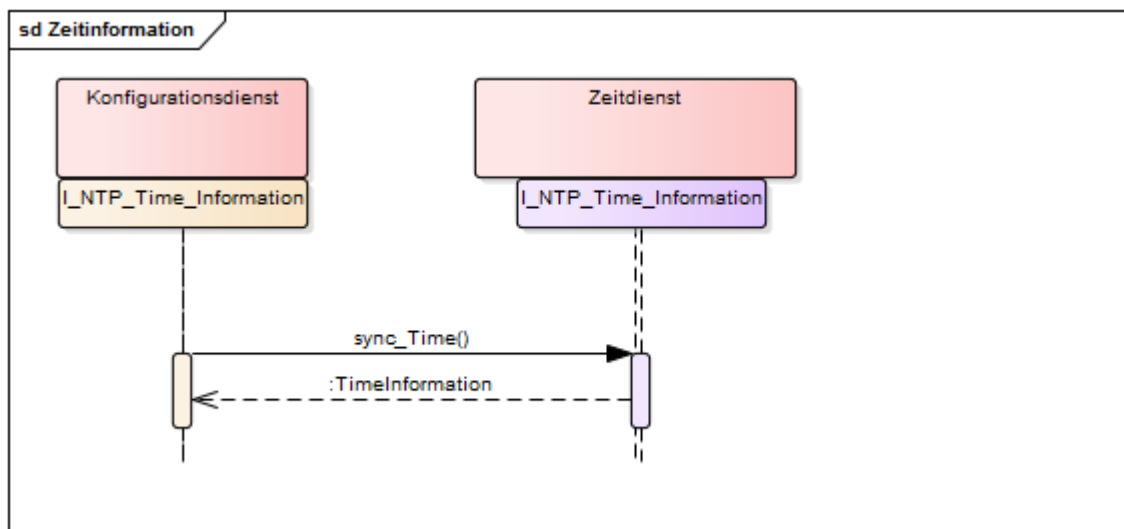 sd Zeitinformation
Konfigurationsdienst
Zeitdienst
I_NTP_Time_Information
I_NTP_Time_Information
sync_Time()
:TimeInformation